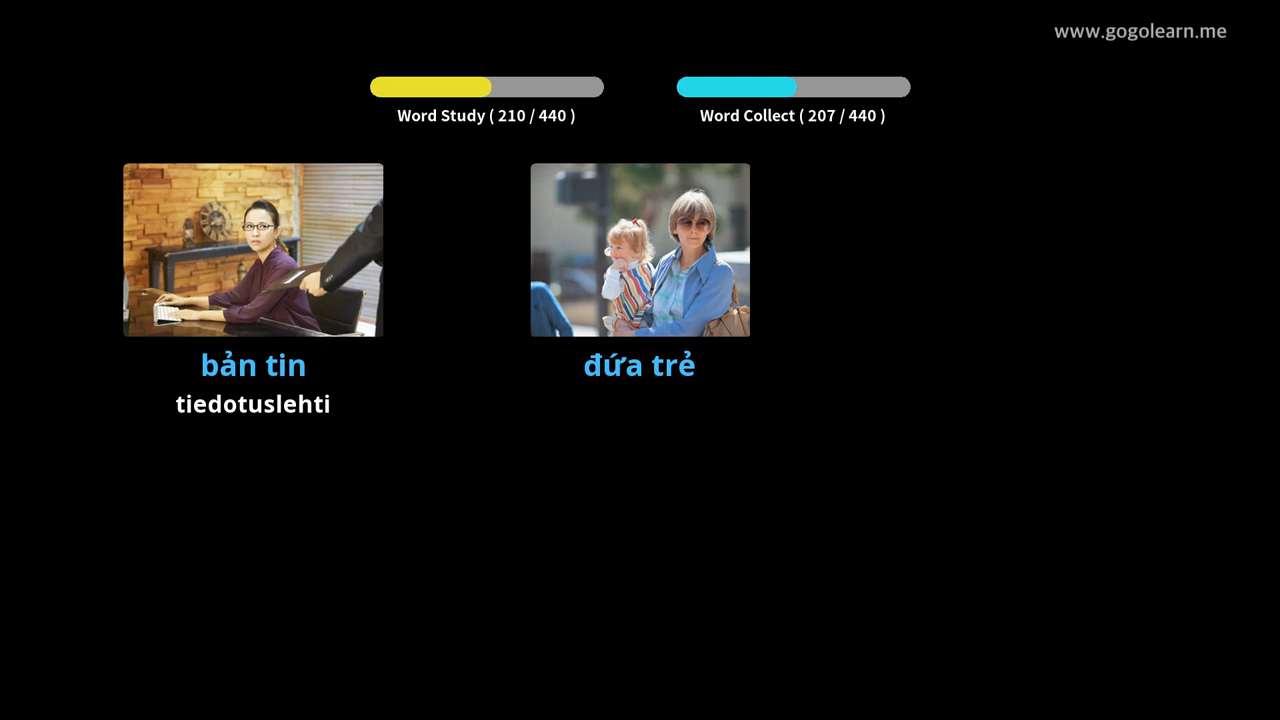 www.gogolearn.me
Word Study ( 210 / 440 )
Word Collect ( 207 / 440 )
bản tin
tiedotuslehti
đứa trẻ